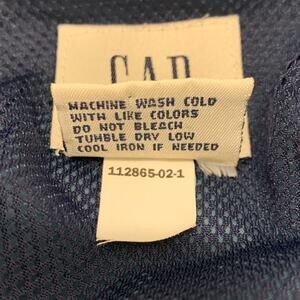 GAP
MACHINE WASH COLD
WITH LIKE COLORS
DO NOT BLEACH
TUMBLE DRY LOW
COOL IRON IF NEEDED
112865-02-1